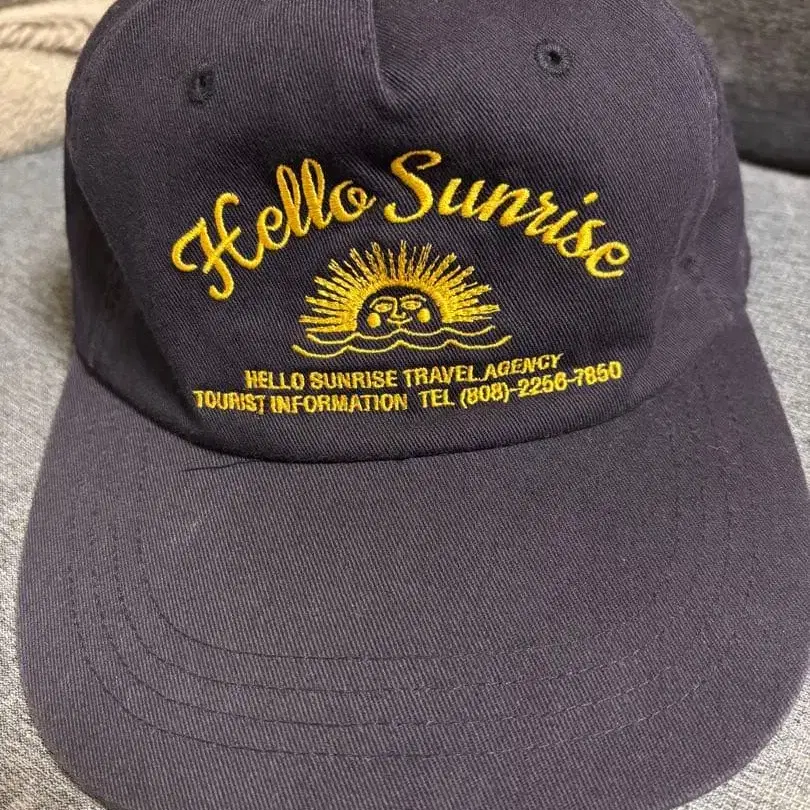 Hello Sunrise
HELLO SUNRISE TRAVEL AGENCY
TOURIST INFORMATION TEL (808)-2256-7850